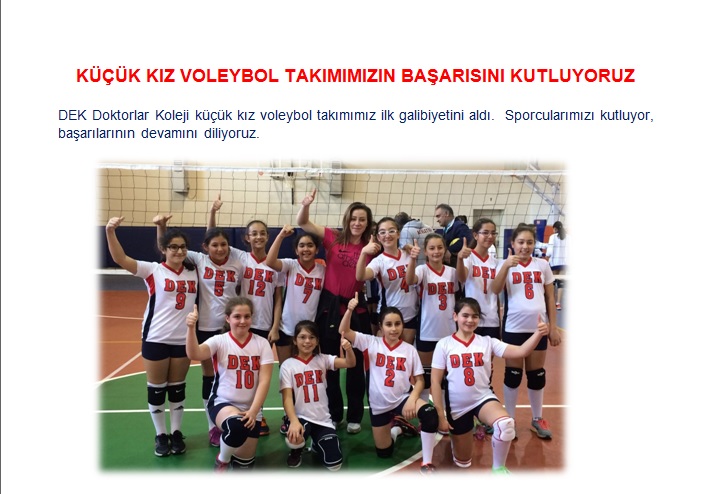 KÜÇÜK KIZ VOLEYBOL TAKIMIMIZIN BAŞARISINI KUTLUYORUZ
DEK Doktorlar Koleji küçük kız voleybol takımımız ilk galibiyetini aldı. Sporcularımızı kutluyor,
başarılarının devamını diliyoruz.
DEK
9
DEK
5
DEK
12
DEK
7
DEK
4
DEK
3
DEK
1
DEK
6
DEK
10
DEK
11
DEK
2
DEK
8